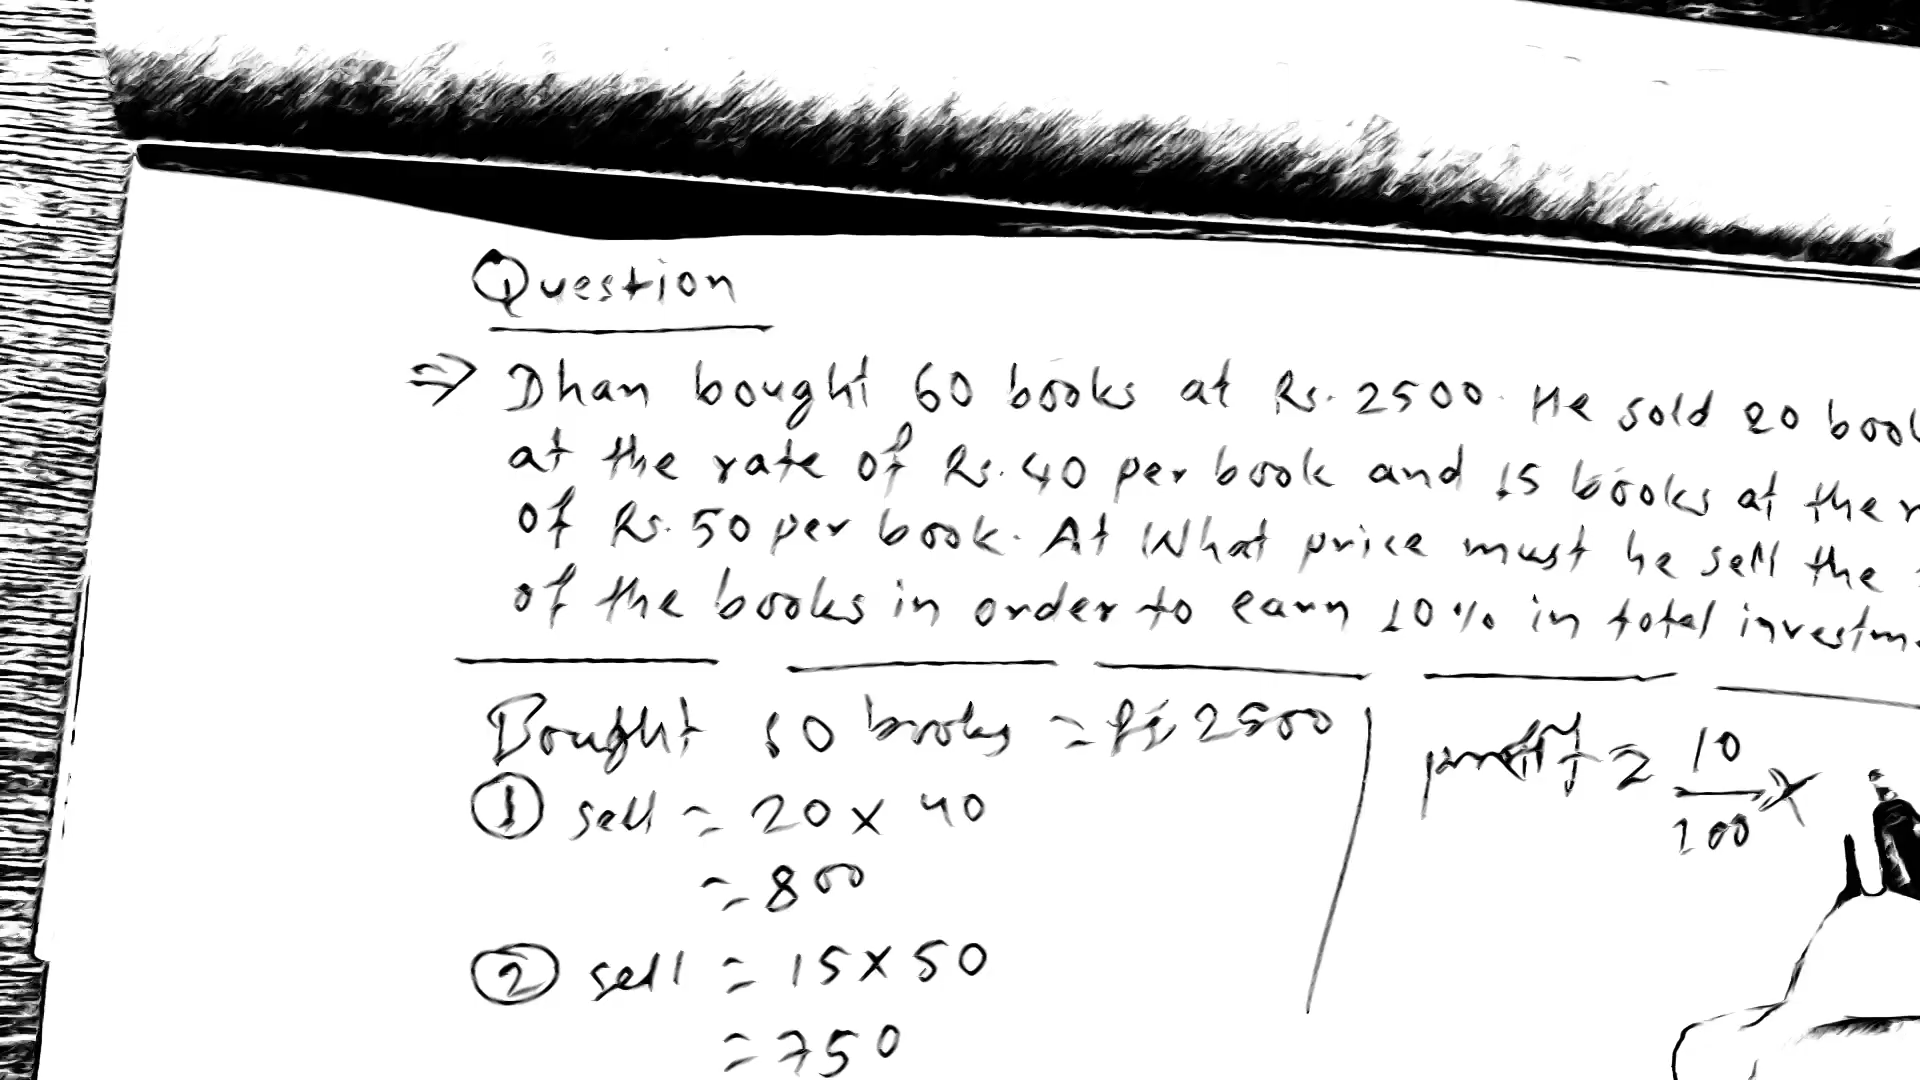 Question
⇒ Dhan bought 60 books at Rs. 2500. He sold 20
at the rate of Rs. 40 per book and 15 books at the
of Rs. 50 per book. At What price must he sell the
of the books in order to earn 10% in total
Bought 60 books = Rs 2500
① sell = 20 x 40
= 800
② sell = 15 x 50
= 750
profit = 10/100 x